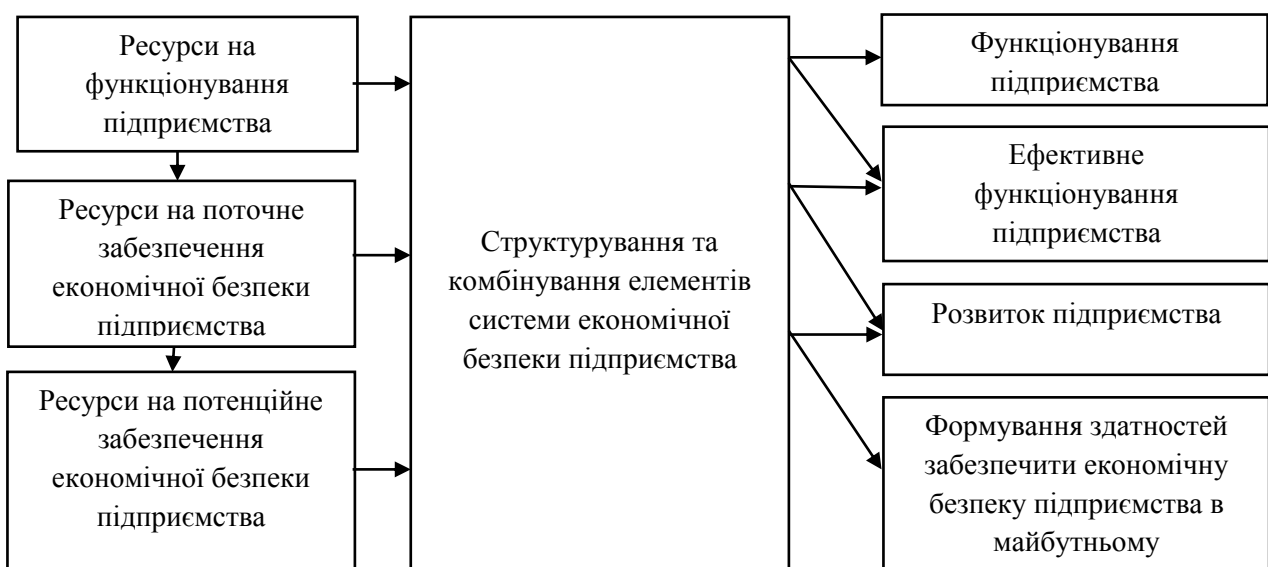 Ресурси на
функціонування
підприємства
Ресурси на поточне
забезпечення
економічної безпеки
підприємства
Ресурси на потенційне
забезпечення
економічної безпеки
підприємства
Структурування та
комбінування елементів
системи економічної
безпеки підприємства
Функціонування
підприємства
Ефективне
функціонування
підприємства
Розвиток підприємства
Формування здатностей
забезпечити економічну
безпеку підприємства в
майбутньому